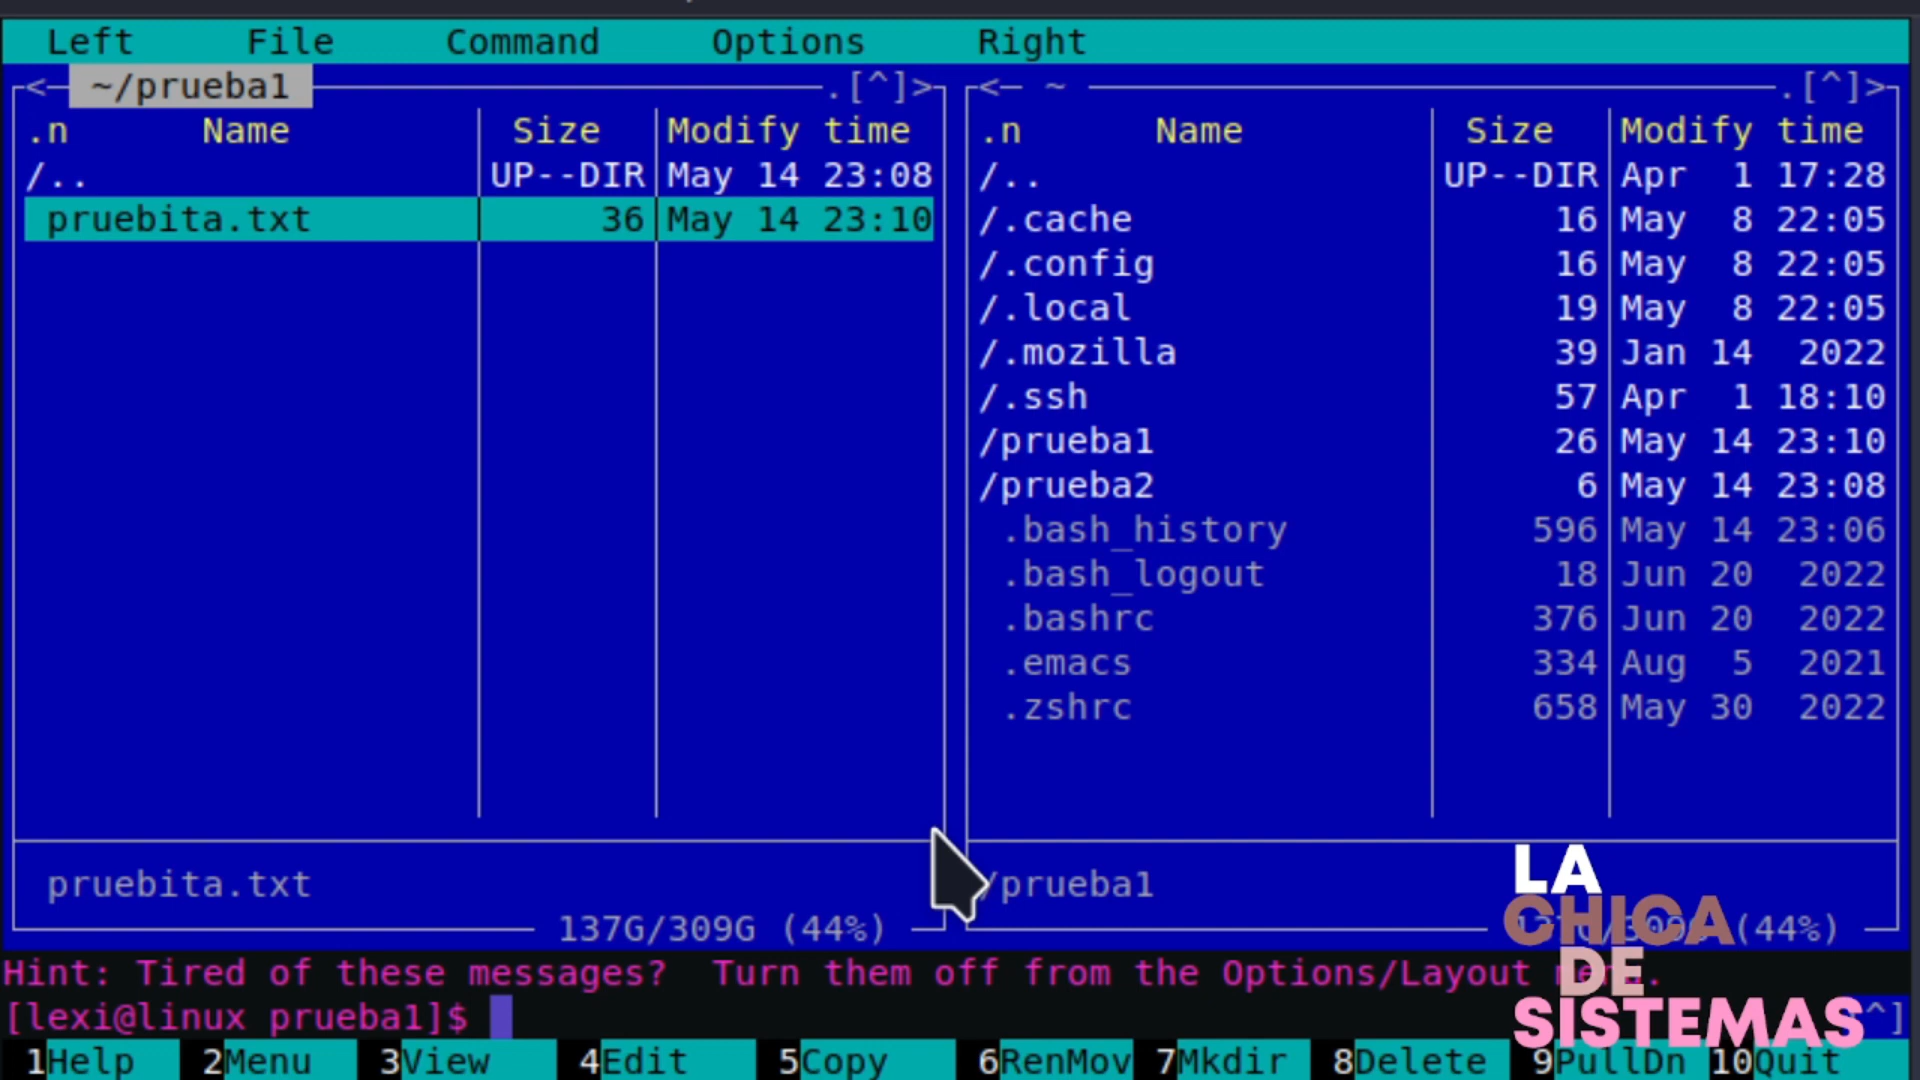 Left File Command Options Right
<─ ~/prueba1 .[^]>
.n Name Size Modify time
/.. UP--DIR May 14 23:08
pruebita.txt 36 May 14 23:10
pruebita.txt
137G/309G (44%)
<─ ~ .[^]>
.n Name Size Modify time
/.. UP--DIR Apr 1 17:28
/.cache 16 May 8 22:05
/.config 16 May 8 22:05
/.local 19 May 8 22:05
/.mozilla 39 Jan 14 2022
/.ssh 57 Apr 1 18:10
/prueba1 26 May 14 23:10
/prueba2 6 May 14 23:08
.bash_history 596 May 14 23:06
.bash_logout 18 Jun 20 2022
.bashrc 376 Jun 20 2022
.emacs 334 Aug 5 2021
.zshrc 658 May 30 2022
/prueba1
(44%)
Hint: Tired of these messages? Turn them off from the Options/Layout
[lexi@linux prueba1]$ [^]
1Help 2Menu 3View 4Edit 5Copy 6RenMov 7Mkdir 8Delete 9PullDn 10Quit
LA
CHICA
DE
SISTEMAS